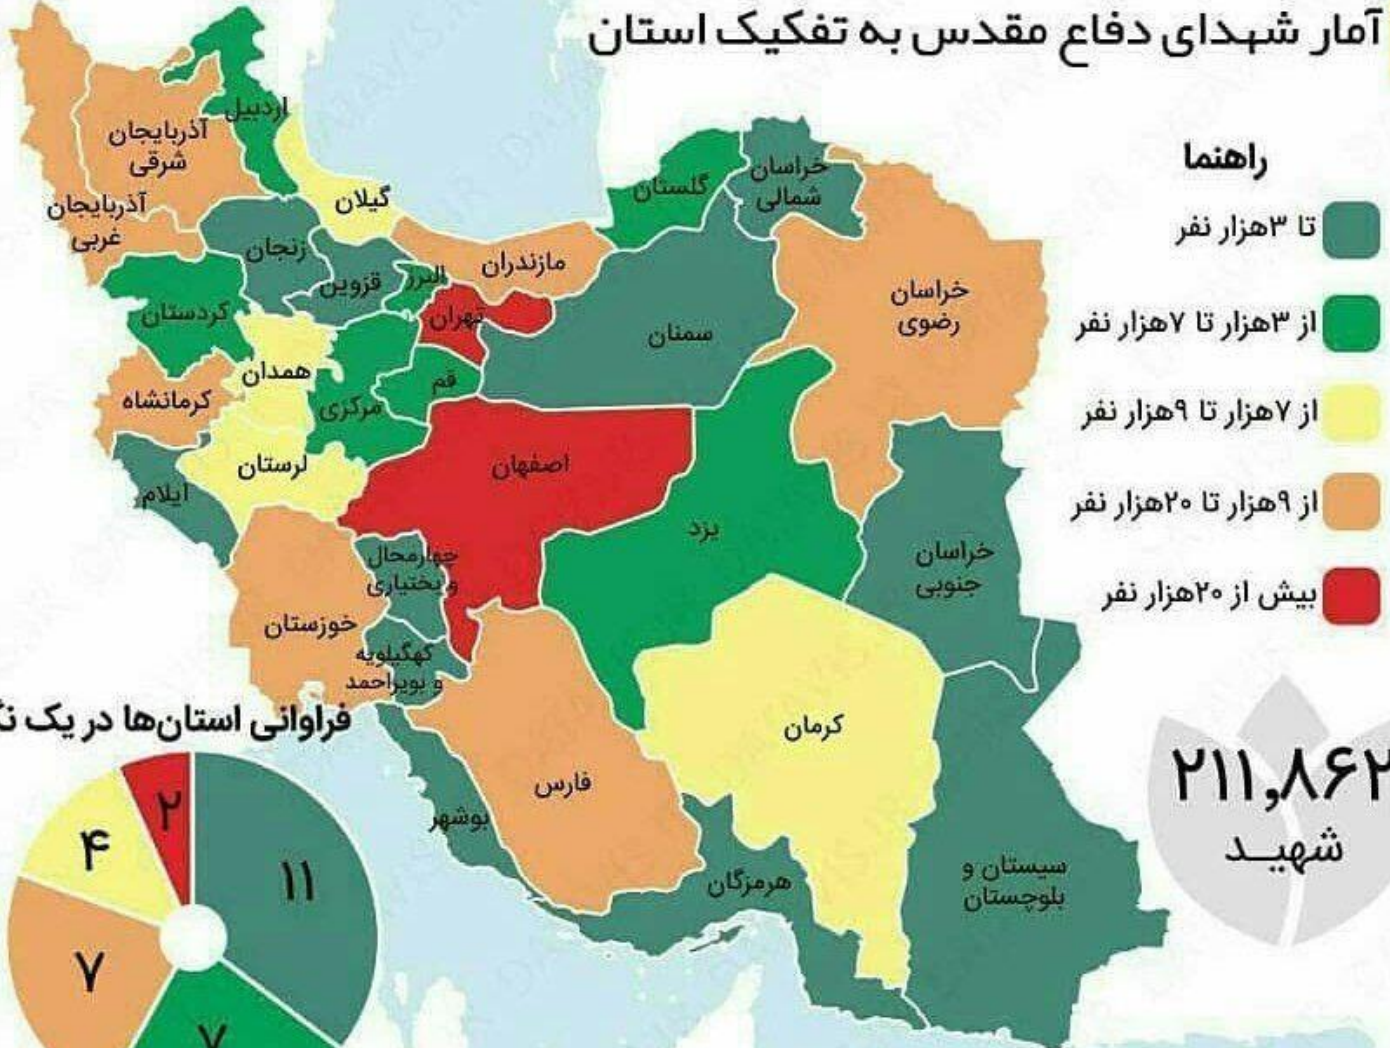 آمار شهدای دفاع مقدس به تفکیک استان
راهنما
تا ۳هزار نفر
از ۳هزار تا ۷هزار نفر
از ۷هزار تا ۹هزار نفر
از ۹هزار تا ۲۰هزار نفر
بیش از ۲۰هزار نفر
۲۱۱,۸۶۲
شهید
اردبیل
آذربایجان
شرقی
آذربایجان
غربی
گیلان
زنجان
قزوین
البرز
مازندران
تهران
گلستان
خراسان
شمالی
خراسان
رضوی
سمنان
کردستان
همدان
کرمانشاه
مرکزی
قم
لرستان
ایلام
اصفهان
یزد
خراسان
جنوبی
چهارمحال
و بختیاری
خوزستان
کهگیلویه
و بویراحمد
فارس
کرمان
بوشهر
هرمزگان
سیستان و
بلوچستان
فراوانی استان‌ها در یک
۲
۴
۱۱
۷
۷